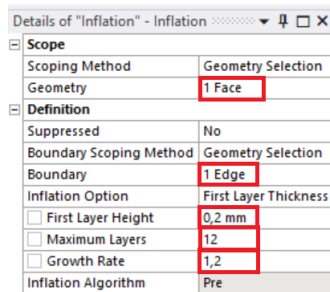 Details of "Inflation" - Inflation
Scope
Scoping Method Geometry Selection
Geometry 1 Face
Definition
Suppressed No
Boundary Scoping Method Geometry Selection
Boundary 1 Edge
Inflation Option First Layer Thickness
First Layer Height 0,2 mm
Maximum Layers 12
Growth Rate 1,2
Inflation Algorithm Pre